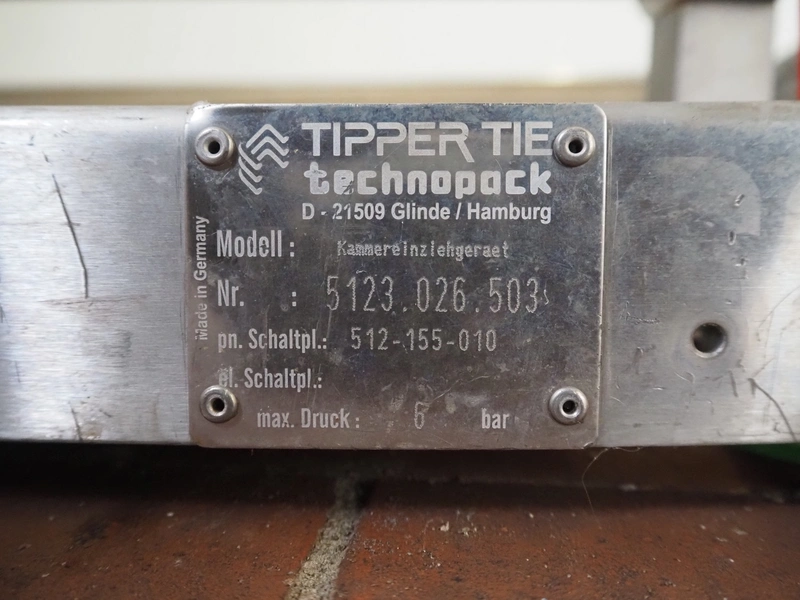 TIPPER TIE
technopack
D - 21509 Glinde / Hamburg
Made in Germany
Modell : Kammereinziehgeraet
Nr. : 5123.026.503
pn. Schaltpl.: 512-155-010
el. Schaltpl.:
max. Druck : 6 bar